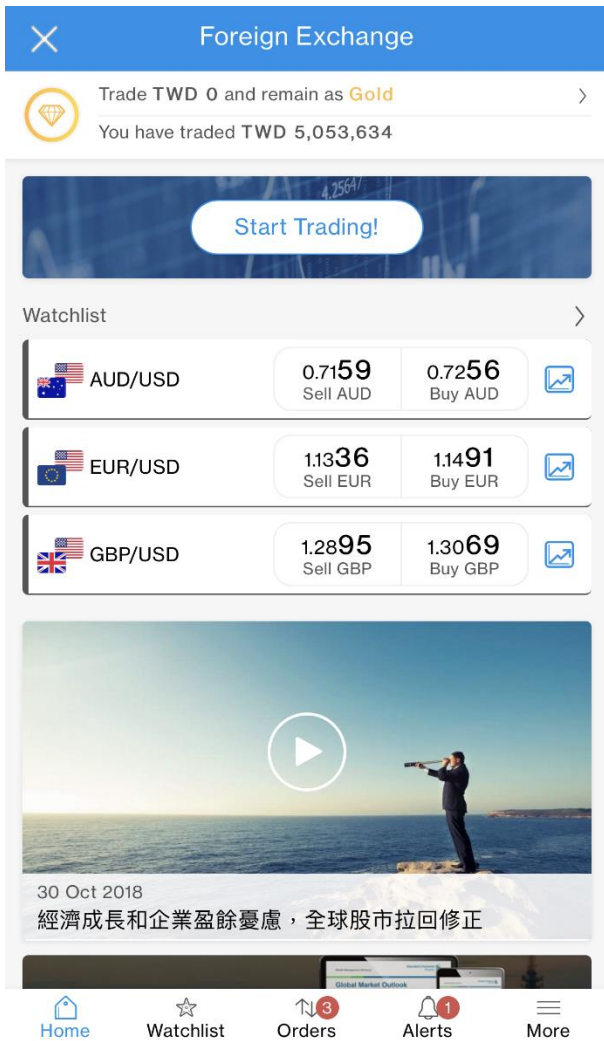 Foreign Exchange
Trade TWD 0 and remain as Gold
You have traded TWD 5,053,634
4.25647
Start Trading!
Watchlist
AUD/USD
0.7159
Sell AUD
0.7256
Buy AUD
EUR/USD
1.1336
Sell EUR
1.1491
Buy EUR
GBP/USD
1.2895
Sell GBP
1.3069
Buy GBP
30 Oct 2018
經濟成長和企業盈餘憂慮，全球股市拉回修正
Global Market Outlook
3
1
Home
Watchlist
Orders
Alerts
More